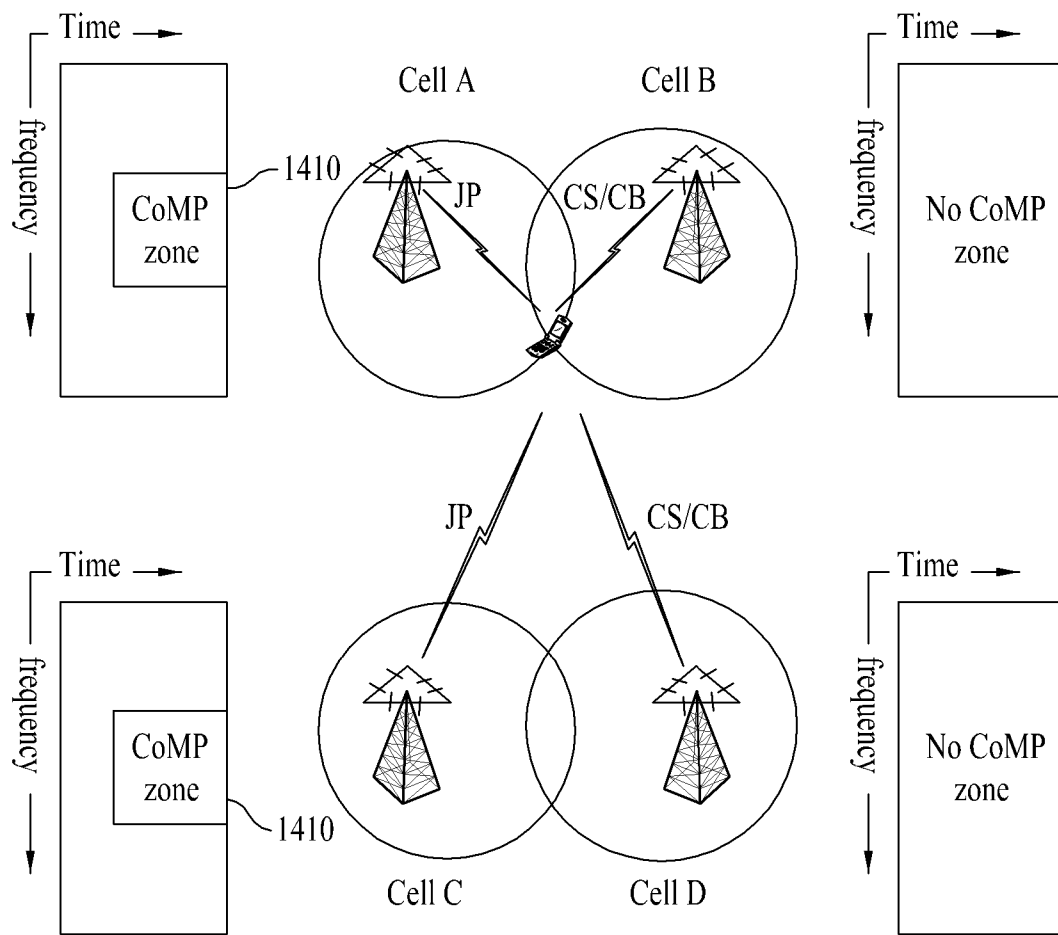 Time
Cell A
Cell B
Time
frequency
1410
CoMP
zone
JP
CS/CB
frequency
No CoMP
zone
JP
CS/CB
Time
Time
frequency
CoMP
zone
1410
frequency
No CoMP
zone
Cell C
Cell D